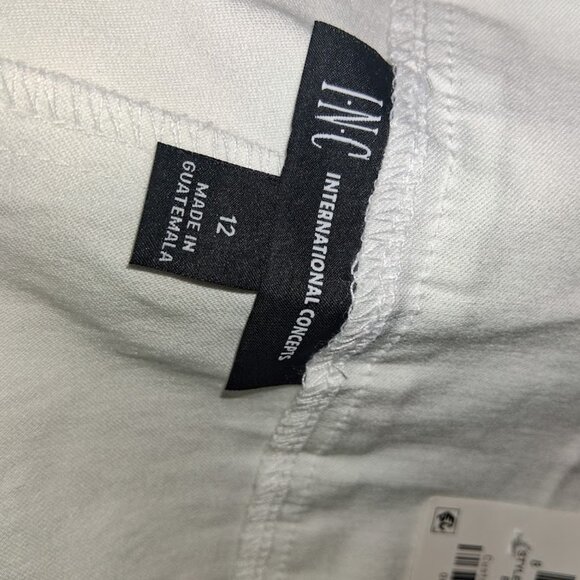 I·N·C
INTERNATIONAL CONCEPTS
12
MADE IN
GUATEMALA